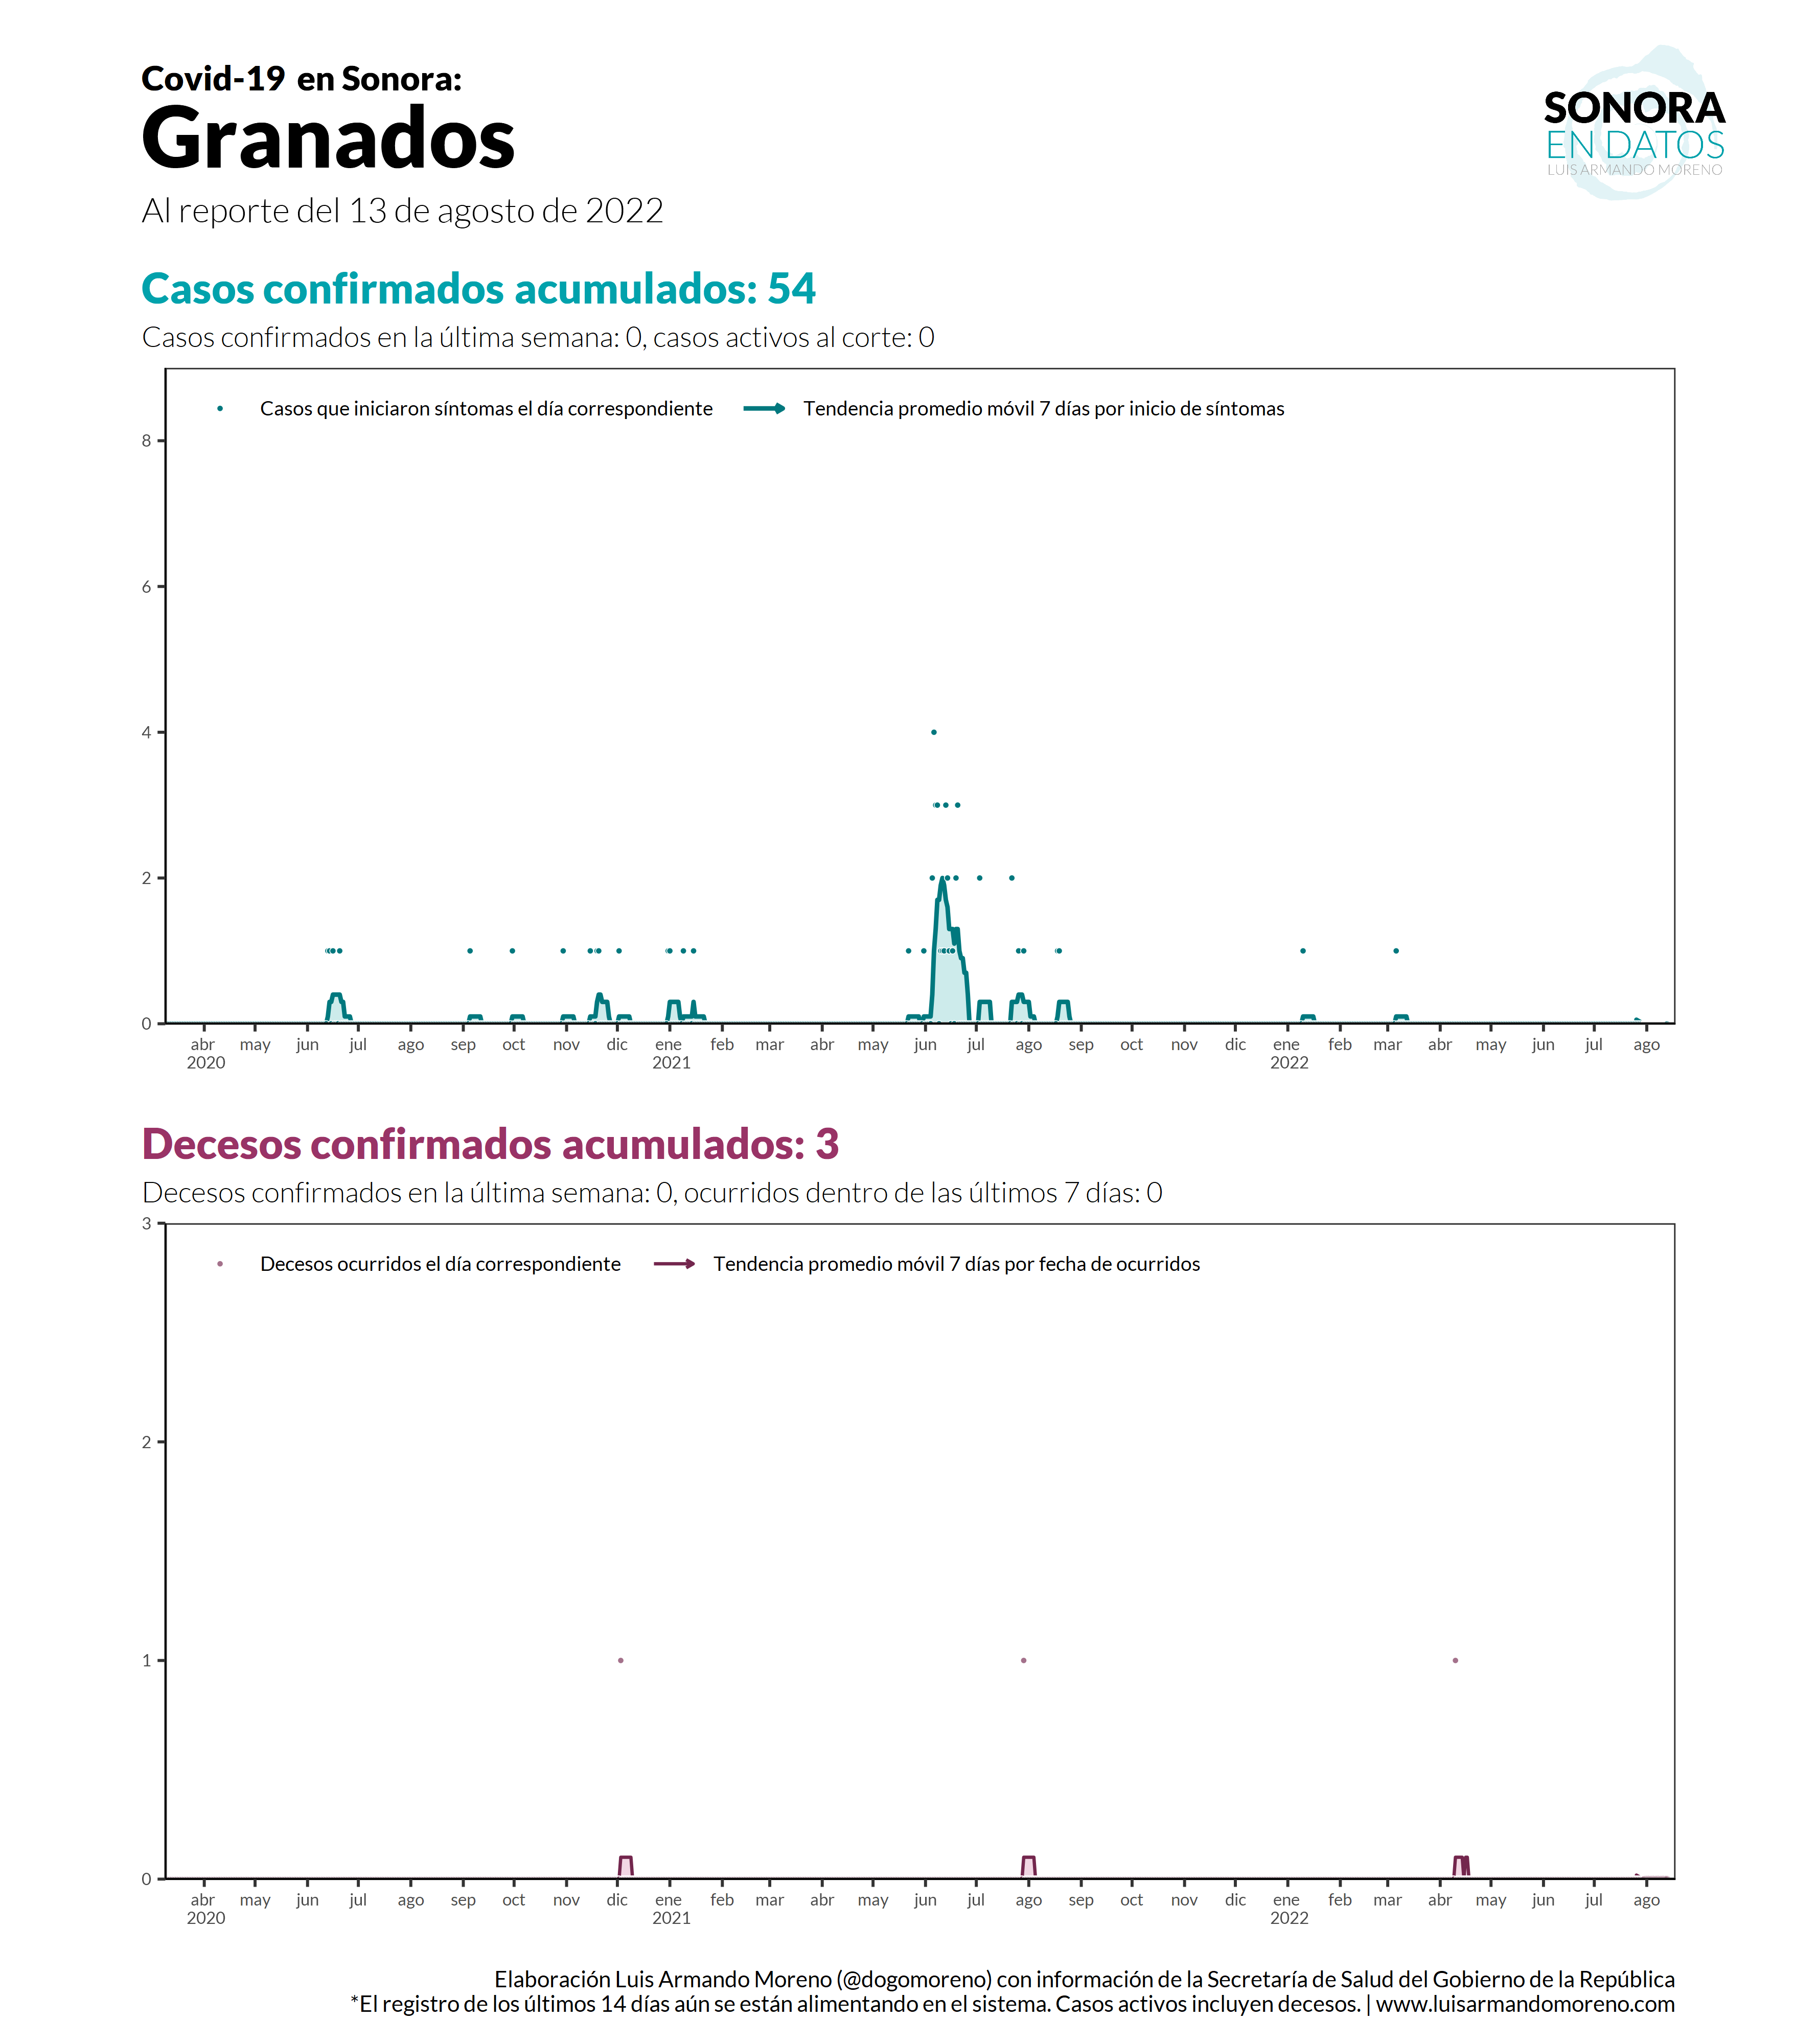 Covid-19 en Sonora:
Granados
Al reporte del 13 de agosto de 2022
SONORA
EN DATOS
LUIS ARMANDO MORENO
Casos confirmados acumulados: 54
Casos confirmados en la última semana: 0, casos activos al corte: 0
Casos que iniciaron síntomas el día correspondiente
Tendencia promedio móvil 7 días por inicio de síntomas
8
6
4
2
0
abr may jun jul ago sep oct nov dic ene feb mar abr may jun jul ago sep oct nov dic ene feb mar abr may jun jul ago
2020 2021 2022
Decesos confirmados acumulados: 3
Decesos confirmados en la última semana: 0, ocurridos dentro de las últimos 7 días: 0
3
Decesos ocurridos el día correspondiente
Tendencia promedio móvil 7 días por fecha de ocurridos
2
1
0
abr may jun jul ago sep oct nov dic ene feb mar abr may jun jul ago sep oct nov dic ene feb mar abr may jun jul ago
2020 2021 2022
Elaboración Luis Armando Moreno (@dogomoreno) con información de la Secretaría de Salud del Gobierno de la República
*El registro de los últimos 14 días aún se están alimentando en el sistema. Casos activos incluyen decesos. | www.luisarmandomoreno.com